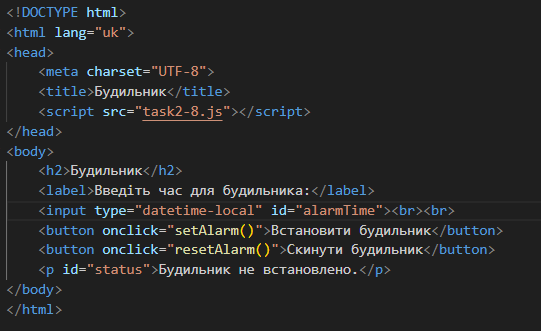 <!DOCTYPE html>
<html lang="uk">
<head>
    <meta charset="UTF-8">
    <title>Будильник</title>
    <script src="task2-8.js"></script>
</head>
<body>
    <h2>Будильник</h2>
    <label>Введіть час для будильника:</label>
    <input type="datetime-local" id="alarmTime"><br><br>
    <button onclick="setAlarm()">Встановити будильник</button>
    <button onclick="resetAlarm()">Скинути будильник</button>
    <p id="status">Будильник не встановлено.</p>
</body>
</html>